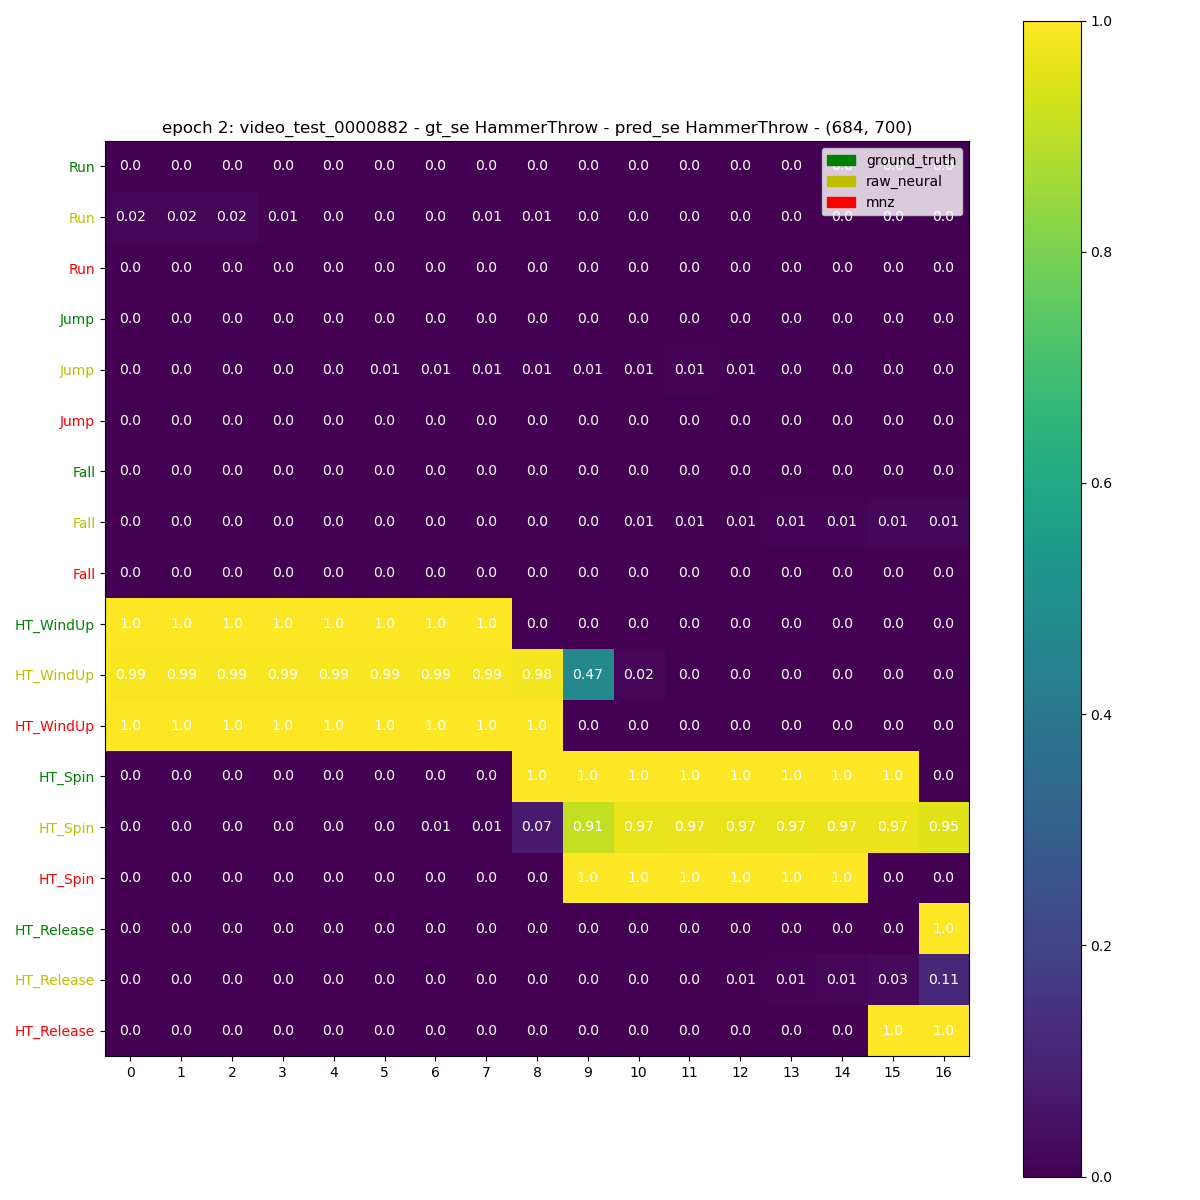 epoch 2: video_test_0000882 - gt_se HammerThrow - pred_se HammerThrow - (684, 700)
ground_truth
raw_neural
mnz
Run 0.0 0.0 0.0 0.0 0.0 0.0 0.0 0.0 0.0 0.0 0.0 0.0 0.0 0.0 0.0 0.0 0.0
Run 0.02 0.02 0.02 0.01 0.0 0.0 0.0 0.01 0.01 0.0 0.0 0.0 0.0 0.0 0.0 0.0 0.0
Run 0.0 0.0 0.0 0.0 0.0 0.0 0.0 0.0 0.0 0.0 0.0 0.0 0.0 0.0 0.0 0.0 0.0
Jump 0.0 0.0 0.0 0.0 0.0 0.0 0.0 0.0 0.0 0.0 0.0 0.0 0.0 0.0 0.0 0.0 0.0
Jump 0.0 0.0 0.0 0.0 0.0 0.01 0.01 0.01 0.01 0.01 0.01 0.01 0.01 0.0 0.0 0.0 0.0
Jump 0.0 0.0 0.0 0.0 0.0 0.0 0.0 0.0 0.0 0.0 0.0 0.0 0.0 0.0 0.0 0.0 0.0
Fall 0.0 0.0 0.0 0.0 0.0 0.0 0.0 0.0 0.0 0.0 0.0 0.0 0.0 0.0 0.0 0.0 0.0
Fall 0.0 0.0 0.0 0.0 0.0 0.0 0.0 0.0 0.0 0.0 0.01 0.01 0.01 0.01 0.01 0.01 0.01
Fall 0.0 0.0 0.0 0.0 0.0 0.0 0.0 0.0 0.0 0.0 0.0 0.0 0.0 0.0 0.0 0.0 0.0
HT_WindUp 1.0 1.0 1.0 1.0 1.0 1.0 1.0 1.0 0.0 0.0 0.0 0.0 0.0 0.0 0.0 0.0 0.0
HT_WindUp 0.99 0.99 0.99 0.99 0.99 0.99 0.99 0.99 0.98 0.47 0.02 0.0 0.0 0.0 0.0 0.0 0.0
HT_WindUp 1.0 1.0 1.0 1.0 1.0 1.0 1.0 1.0 1.0 0.0 0.0 0.0 0.0 0.0 0.0 0.0 0.0
HT_Spin 0.0 0.0 0.0 0.0 0.0 0.0 0.0 0.0 1.0 1.0 1.0 1.0 1.0 1.0 1.0 1.0 0.0
HT_Spin 0.0 0.0 0.0 0.0 0.0 0.0 0.01 0.01 0.07 0.91 0.97 0.97 0.97 0.97 0.97 0.97 0.95
HT_Spin 0.0 0.0 0.0 0.0 0.0 0.0 0.0 0.0 0.0 1.0 1.0 1.0 1.0 1.0 1.0 0.0 0.0
HT_Release 0.0 0.0 0.0 0.0 0.0 0.0 0.0 0.0 0.0 0.0 0.0 0.0 0.0 0.0 0.0 0.0 1.0
HT_Release 0.0 0.0 0.0 0.0 0.0 0.0 0.0 0.0 0.0 0.0 0.0 0.0 0.01 0.01 0.01 0.03 0.11
HT_Release 0.0 0.0 0.0 0.0 0.0 0.0 0.0 0.0 0.0 0.0 0.0 0.0 0.0 0.0 0.0 1.0 1.0
0 1 2 3 4 5 6 7 8 9 10 11 12 13 14 15 16
1.0
0.8
0.6
0.4
0.2
0.0